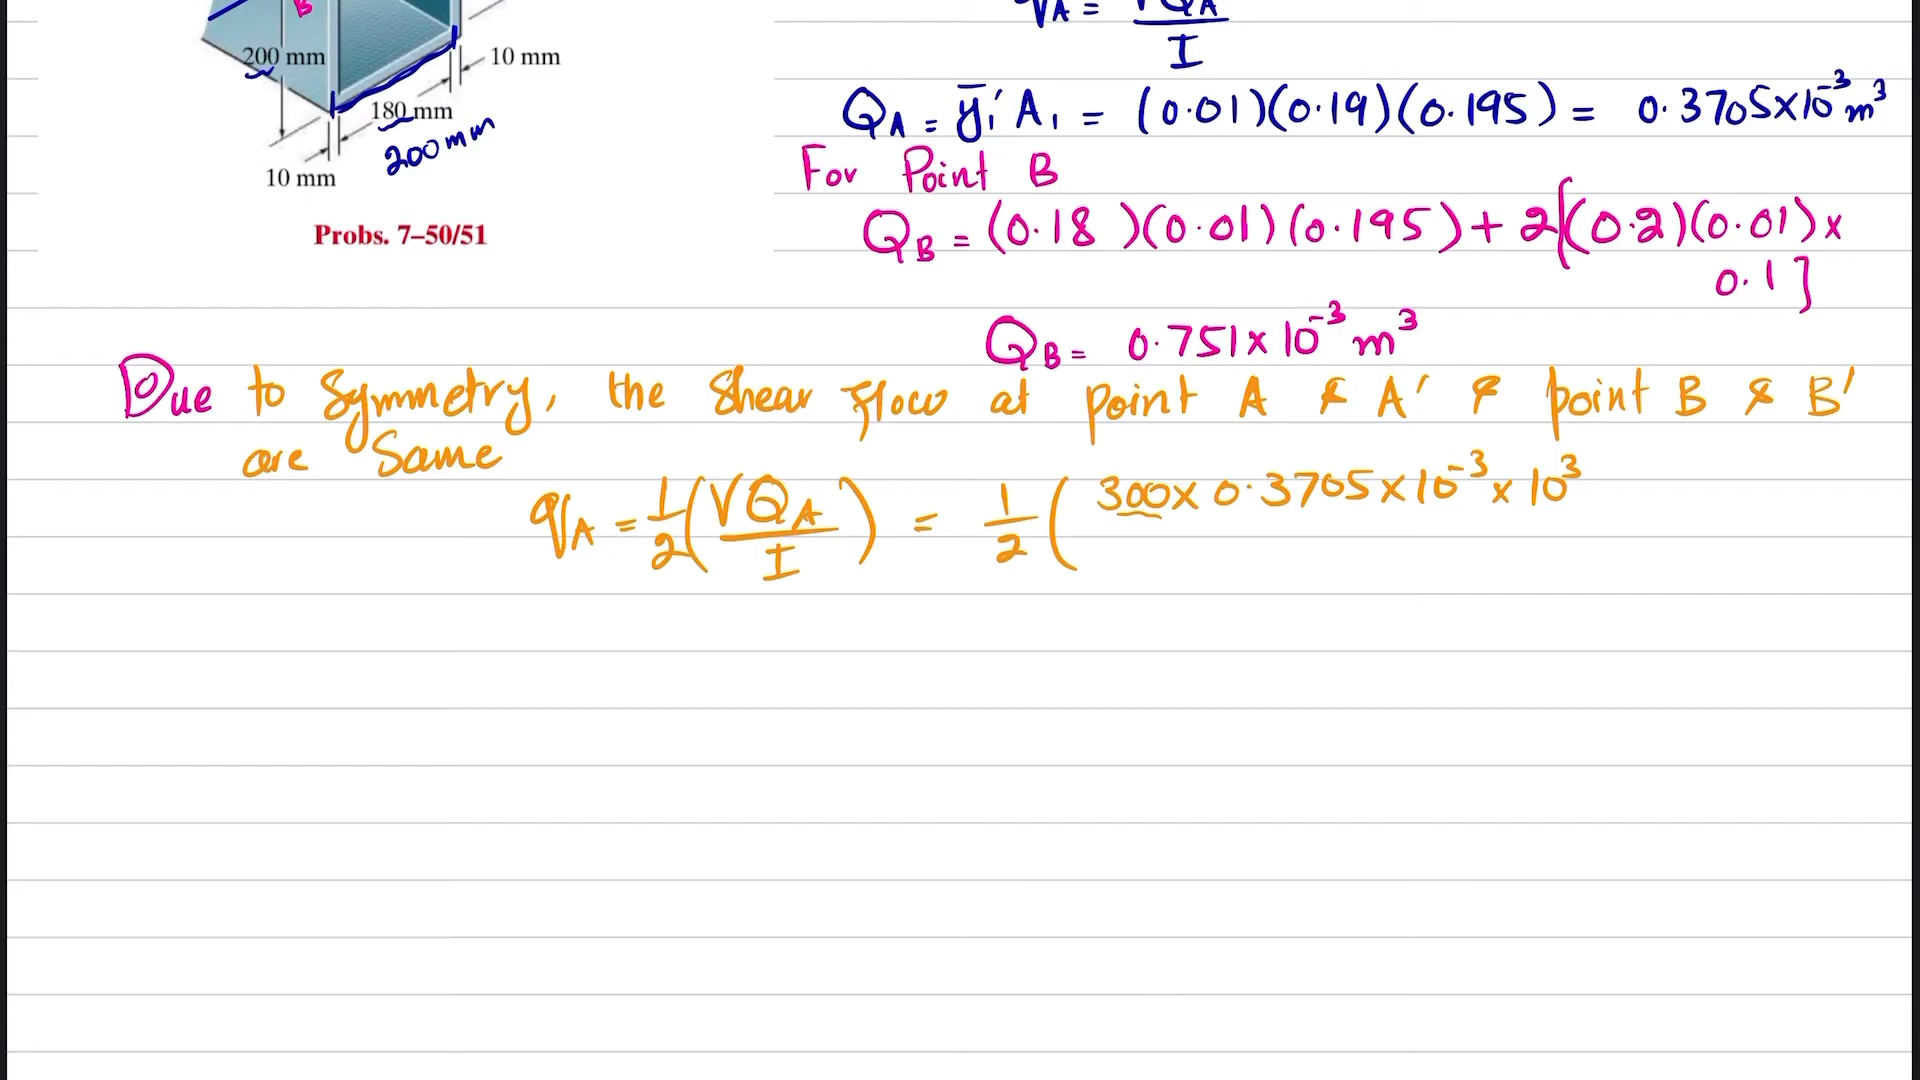 B
qA = VQA / I
200 mm
10 mm
QA = ȳ₁′ A₁ = (0.01)(0.19)(0.195) = 0.3705×10⁻³ m³
180 mm
200 mm
10 mm
For Point B
Probs. 7–50/51
QB = (0.18 )(0.01)(0.195) + 2[(0.2)(0.01)×
0.1]
QB = 0.751×10⁻³ m³
Due to Symmetry, the Shear flow at point A & A' & point B & B'
are Same
qA = 1/2 (VQA / I) = 1/2 ( 300 × 0.3705 × 10⁻³ × 10³